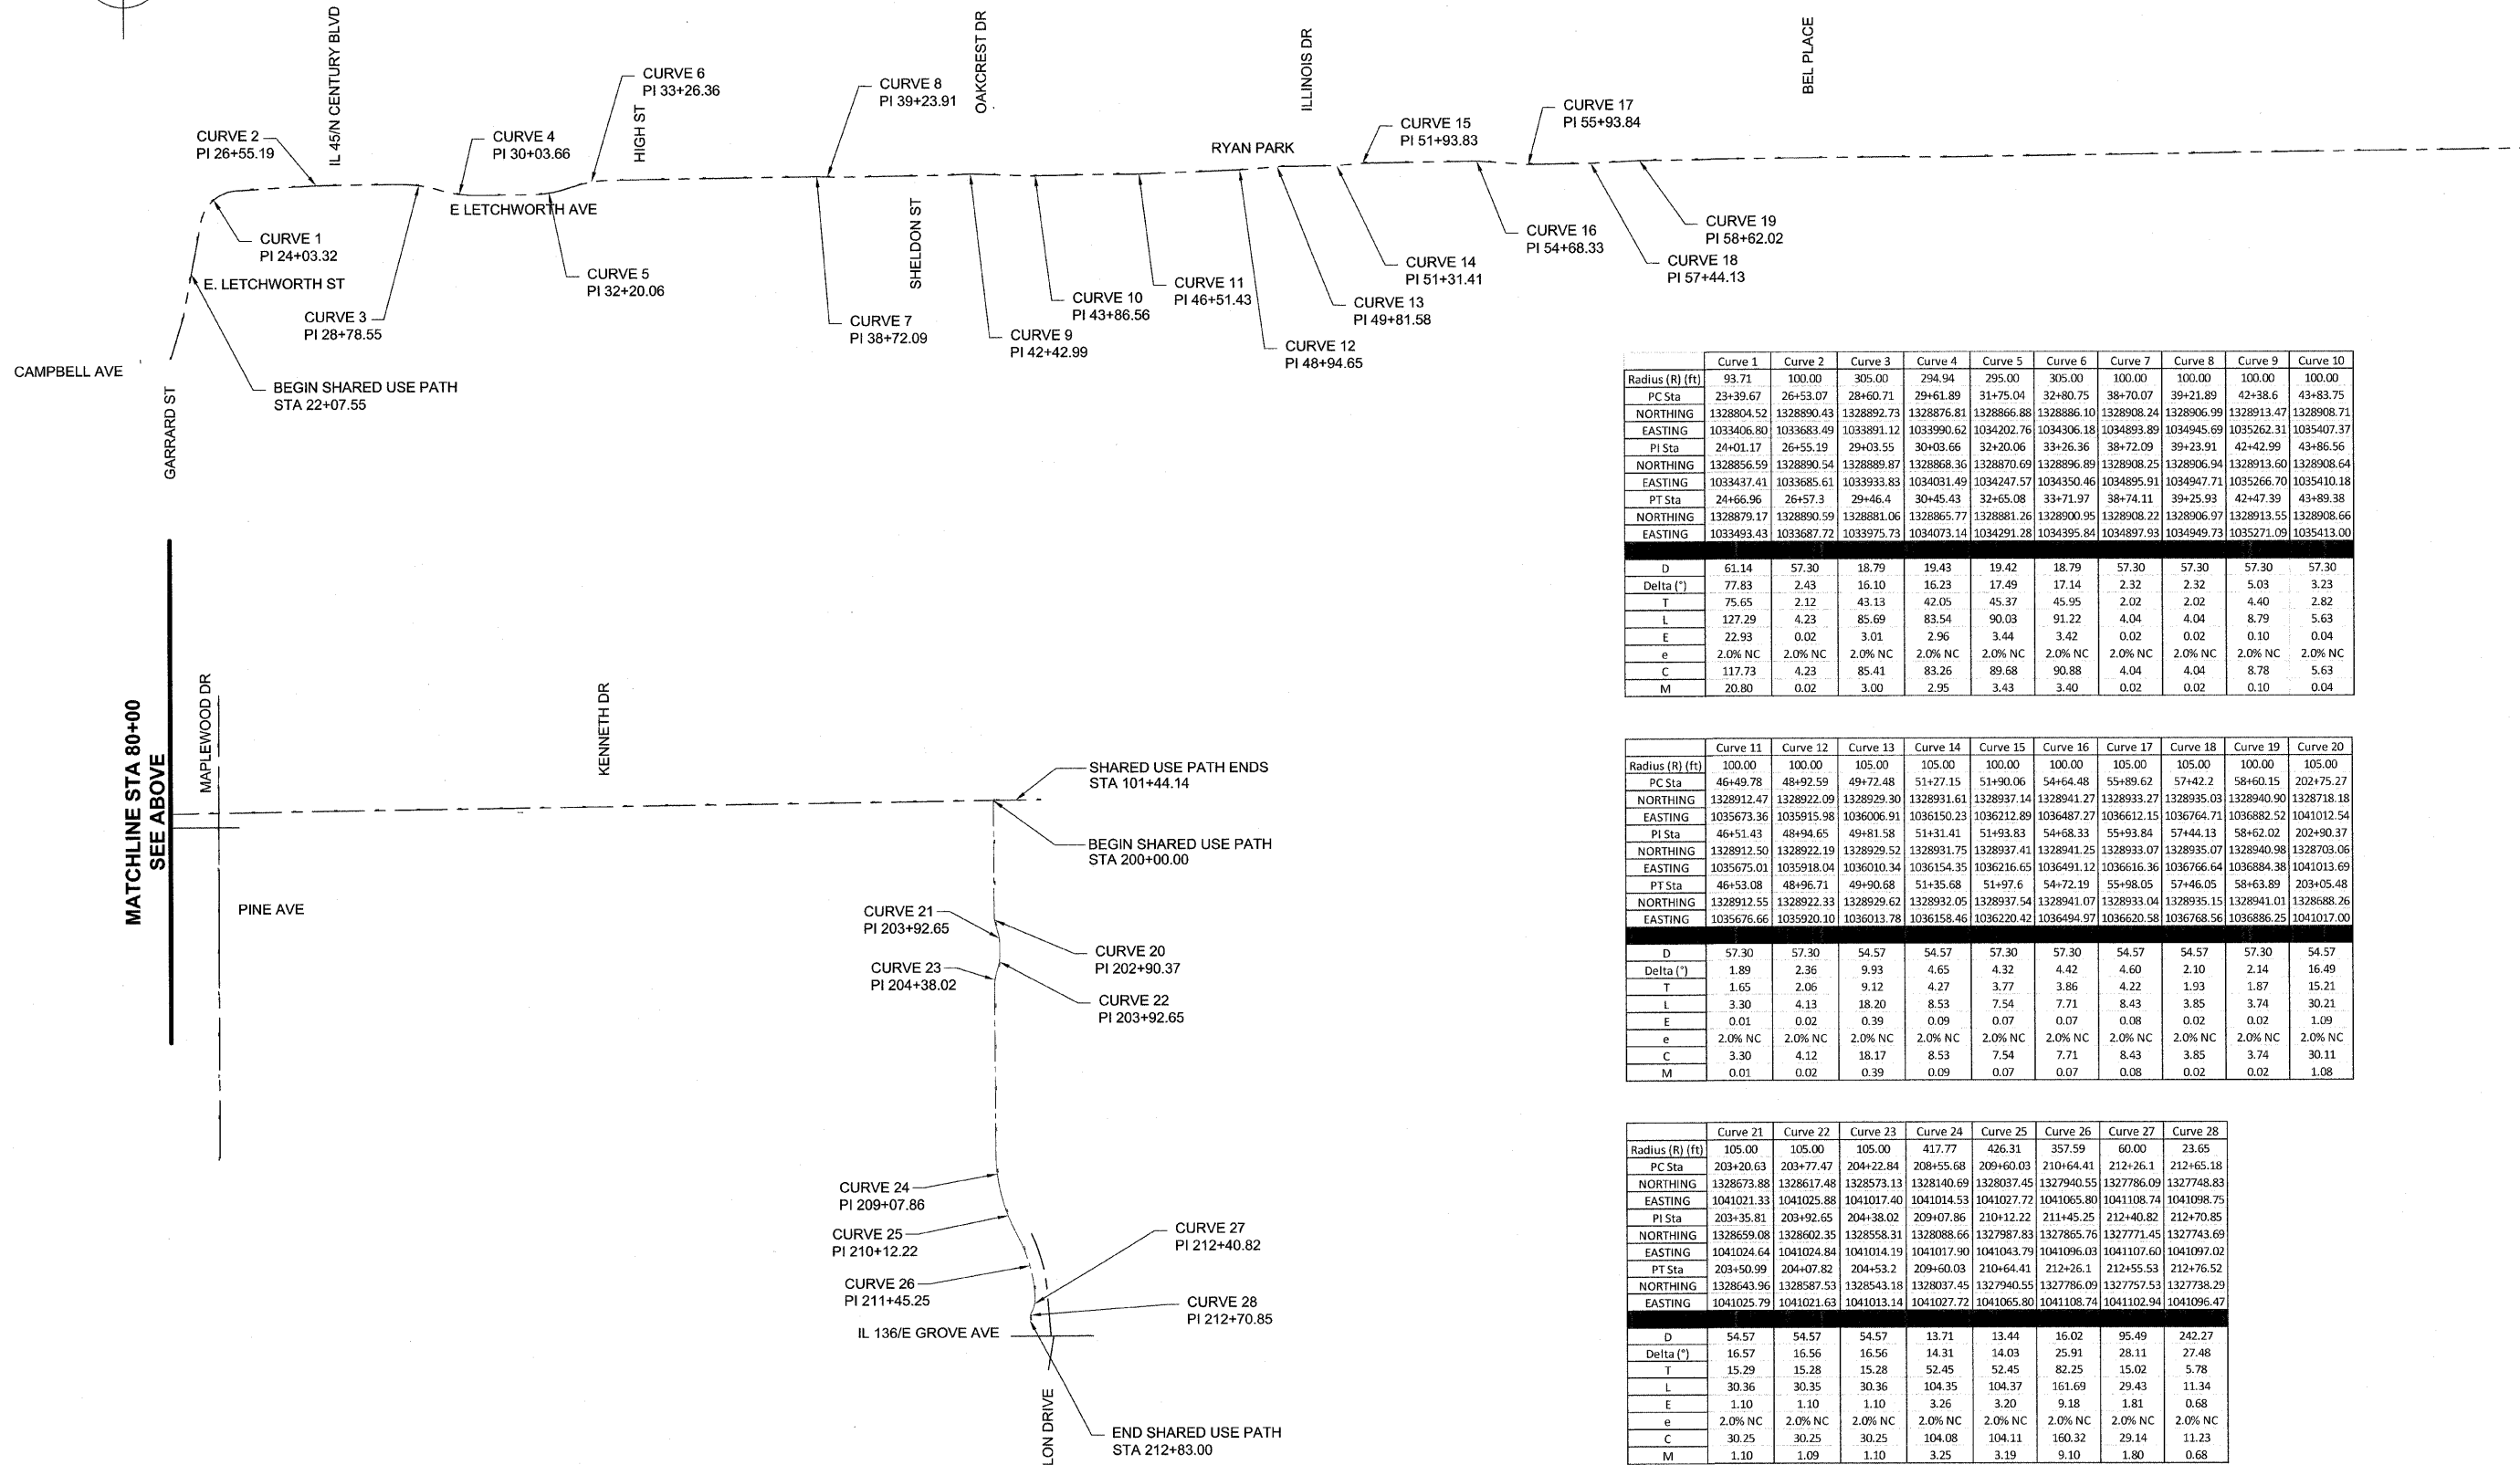 IL 45/N CENTURY BLVD
OAKCREST DR
ILLINOIS DR
BEL PLACE
CURVE 6
PI 33+26.36
HIGH ST
CURVE 8
PI 39+23.91
CURVE 2
PI 26+55.19
CURVE 4
PI 30+03.66
RYAN PARK
CURVE 15
PI 51+93.83
CURVE 17
PI 55+93.84
E LETCHWORTH AVE
SHELDON ST
CURVE 1
PI 24+03.32
E. LETCHWORTH ST
CURVE 5
PI 32+20.06
CURVE 3
PI 28+78.55
CURVE 7
PI 38+72.09
CURVE 9
PI 42+42.99
CURVE 10
PI 43+86.56
CURVE 11
PI 46+51.43
CURVE 12
PI 48+94.65
CURVE 13
PI 49+81.58
CURVE 14
PI 51+31.41
CURVE 16
PI 54+68.33
CURVE 18
PI 57+44.13
CURVE 19
PI 58+62.02
CAMPBELL AVE
GARRARD ST
BEGIN SHARED USE PATH
STA 22+07.55
Curve 1 Curve 2 Curve 3 Curve 4 Curve 5 Curve 6 Curve 7 Curve 8 Curve 9 Curve 10
Radius (R) (ft) 93.71 100.00 305.00 294.94 295.00 305.00 100.00 100.00 100.00 100.00
PC Sta 23+39.67 26+53.07 28+60.71 29+61.89 31+75.04 32+80.75 38+70.07 39+21.89 42+38.6 43+83.75
NORTHING 1328804.52 1328890.43 1328892.73 1328876.81 1328866.88 1328886.10 1328908.24 1328906.99 1328913.47 1328908.71
EASTING 1033406.80 1033683.49 1033891.12 1033990.62 1034202.76 1034306.18 1034893.89 1034945.69 1035262.31 1035407.37
PI Sta 24+01.17 26+55.19 29+03.55 30+03.66 32+20.06 33+26.36 38+72.09 39+23.91 42+42.99 43+86.56
NORTHING 1328856.59 1328890.54 1328889.87 1328868.36 1328870.69 1328896.89 1328908.25 1328906.94 1328913.60 1328908.64
EASTING 1033437.41 1033685.61 1033933.83 1034031.49 1034247.57 1034350.46 1034895.91 1034947.71 1035266.70 1035410.18
PT Sta 24+66.96 26+57.3 29+46.4 30+45.43 32+65.08 33+71.97 38+74.11 39+25.93 42+47.39 43+89.38
NORTHING 1328879.17 1328890.59 1328881.06 1328865.77 1328881.26 1328900.95 1328908.22 1328906.97 1328913.55 1328908.66
EASTING 1033493.43 1033687.72 1033975.73 1034073.14 1034291.28 1034395.84 1034897.93 1034949.73 1035271.09 1035413.00
D 61.14 57.30 18.79 19.43 19.42 18.79 57.30 57.30 57.30 57.30
Delta (°) 77.83 2.43 16.10 16.23 17.49 17.14 2.32 2.32 5.03 3.23
T 75.65 2.12 43.13 42.05 45.37 45.95 2.02 2.02 4.40 2.82
L 127.29 4.23 85.69 83.54 90.03 91.22 4.04 4.04 8.79 5.63
E 22.93 0.02 3.01 2.96 3.44 3.42 0.02 0.02 0.10 0.04
e 2.0% NC 2.0% NC 2.0% NC 2.0% NC 2.0% NC 2.0% NC 2.0% NC 2.0% NC 2.0% NC 2.0% NC
C 117.73 4.23 85.41 83.26 89.68 90.88 4.04 4.04 8.78 5.63
M 20.80 0.02 3.00 2.95 3.43 3.40 0.02 0.02 0.10 0.04
MATCHLINE STA 80+00
SEE ABOVE
MAPLEWOOD DR
KENNETH DR
SHARED USE PATH ENDS
STA 101+44.14
BEGIN SHARED USE PATH
STA 200+00.00
PINE AVE
CURVE 21
PI 203+92.65
CURVE 20
PI 202+90.37
CURVE 23
PI 204+38.02
CURVE 22
PI 203+92.65
CURVE 24
PI 209+07.86
CURVE 25
PI 210+12.22
CURVE 27
PI 212+40.82
CURVE 26
PI 211+45.25
CURVE 28
PI 212+70.85
IL 136/E GROVE AVE
LON DRIVE
END SHARED USE PATH
STA 212+83.00
Curve 11 Curve 12 Curve 13 Curve 14 Curve 15 Curve 16 Curve 17 Curve 18 Curve 19 Curve 20
Radius (R) (ft) 100.00 100.00 105.00 105.00 100.00 100.00 105.00 105.00 100.00 105.00
PC Sta 46+49.78 48+92.59 49+72.48 51+27.15 51+90.06 54+64.48 55+89.62 57+42.2 58+60.15 202+75.27
NORTHING 1328912.47 1328922.09 1328929.30 1328931.61 1328937.14 1328941.27 1328933.27 1328935.03 1328940.90 1328718.18
EASTING 1035673.36 1035915.98 1036006.91 1036150.23 1036212.89 1036487.27 1036612.15 1036764.71 1036882.52 1041012.54
PI Sta 46+51.43 48+94.65 49+81.58 51+31.41 51+93.83 54+68.33 55+93.84 57+44.13 58+62.02 202+90.37
NORTHING 1328912.50 1328922.19 1328929.52 1328931.75 1328937.41 1328941.25 1328933.07 1328935.07 1328940.98 1328703.06
EASTING 1035675.01 1035918.04 1036010.34 1036154.35 1036216.65 1036491.12 1036616.36 1036766.64 1036884.38 1041013.69
PT Sta 46+53.08 48+96.71 49+90.68 51+35.68 51+97.6 54+72.19 55+98.05 57+46.05 58+63.89 203+05.48
NORTHING 1328912.55 1328922.33 1328929.62 1328932.05 1328937.54 1328941.07 1328933.04 1328935.15 1328941.01 1328688.26
EASTING 1035676.66 1035920.10 1036013.78 1036158.46 1036220.42 1036494.97 1036620.58 1036768.56 1036886.25 1041017.00
D 57.30 57.30 54.57 54.57 57.30 57.30 54.57 54.57 57.30 54.57
Delta (°) 1.89 2.36 9.93 4.65 4.32 4.42 4.60 2.10 2.14 16.49
T 1.65 2.06 9.12 4.27 3.77 3.86 4.22 1.93 1.87 15.21
L 3.30 4.13 18.20 8.53 7.54 7.71 8.43 3.85 3.74 30.21
E 0.01 0.02 0.39 0.09 0.07 0.07 0.08 0.02 0.02 1.09
e 2.0% NC 2.0% NC 2.0% NC 2.0% NC 2.0% NC 2.0% NC 2.0% NC 2.0% NC 2.0% NC 2.0% NC
C 3.30 4.12 18.17 8.53 7.54 7.71 8.43 3.85 3.74 30.11
M 0.01 0.02 0.39 0.09 0.07 0.07 0.08 0.02 0.02 1.08
Curve 21 Curve 22 Curve 23 Curve 24 Curve 25 Curve 26 Curve 27 Curve 28
Radius (R) (ft) 105.00 105.00 105.00 417.77 426.31 357.59 60.00 23.65
PC Sta 203+20.63 203+77.47 204+22.84 208+55.68 209+60.03 210+64.41 212+26.1 212+65.18
NORTHING 1328673.88 1328617.48 1328573.13 1328140.69 1328037.45 1327940.55 1327786.09 1327748.83
EASTING 1041021.33 1041025.88 1041017.40 1041014.53 1041027.72 1041065.80 1041108.74 1041098.75
PI Sta 203+35.81 203+92.65 204+38.02 209+07.86 210+12.22 211+45.25 212+40.82 212+70.85
NORTHING 1328659.08 1328602.35 1328558.31 1328088.66 1327987.83 1327865.76 1327771.45 1327743.69
EASTING 1041024.64 1041024.84 1041014.19 1041017.90 1041043.79 1041096.03 1041107.60 1041097.02
PT Sta 203+50.99 204+07.82 204+53.2 209+60.03 210+64.41 212+26.1 212+55.53 212+76.52
NORTHING 1328643.96 1328587.53 1328543.18 1328037.45 1327940.55 1327786.09 1327757.53 1327738.29
EASTING 1041025.79 1041021.63 1041013.14 1041027.72 1041065.80 1041108.74 1041102.94 1041096.47
D 54.57 54.57 54.57 13.71 13.44 16.02 95.49 242.27
Delta (°) 16.57 16.56 16.56 14.31 14.03 25.91 28.11 27.48
T 15.29 15.28 15.28 52.45 52.45 82.25 15.02 5.78
L 30.36 30.35 30.36 104.35 104.37 161.69 29.43 11.34
E 1.10 1.10 1.10 3.26 3.20 9.18 1.81 0.68
e 2.0% NC 2.0% NC 2.0% NC 2.0% NC 2.0% NC 2.0% NC 2.0% NC 2.0% NC
C 30.25 30.25 30.25 104.08 104.11 160.32 29.14 11.23
M 1.10 1.09 1.10 3.25 3.19 9.10 1.80 0.68